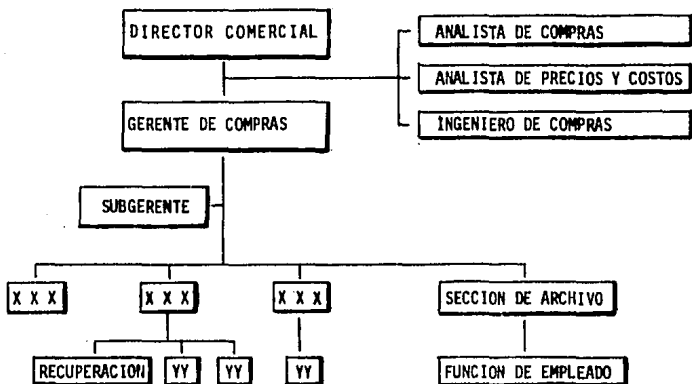 DIRECTOR COMERCIAL
ANALISTA DE COMPRAS
ANALISTA DE PRECIOS Y COSTOS
GERENTE DE COMPRAS
INGENIERO DE COMPRAS
SUBGERENTE
X X X
X X X
X X X
SECCION DE ARCHIVO
RECUPERACION
YY
YY
YY
FUNCION DE EMPLEADO